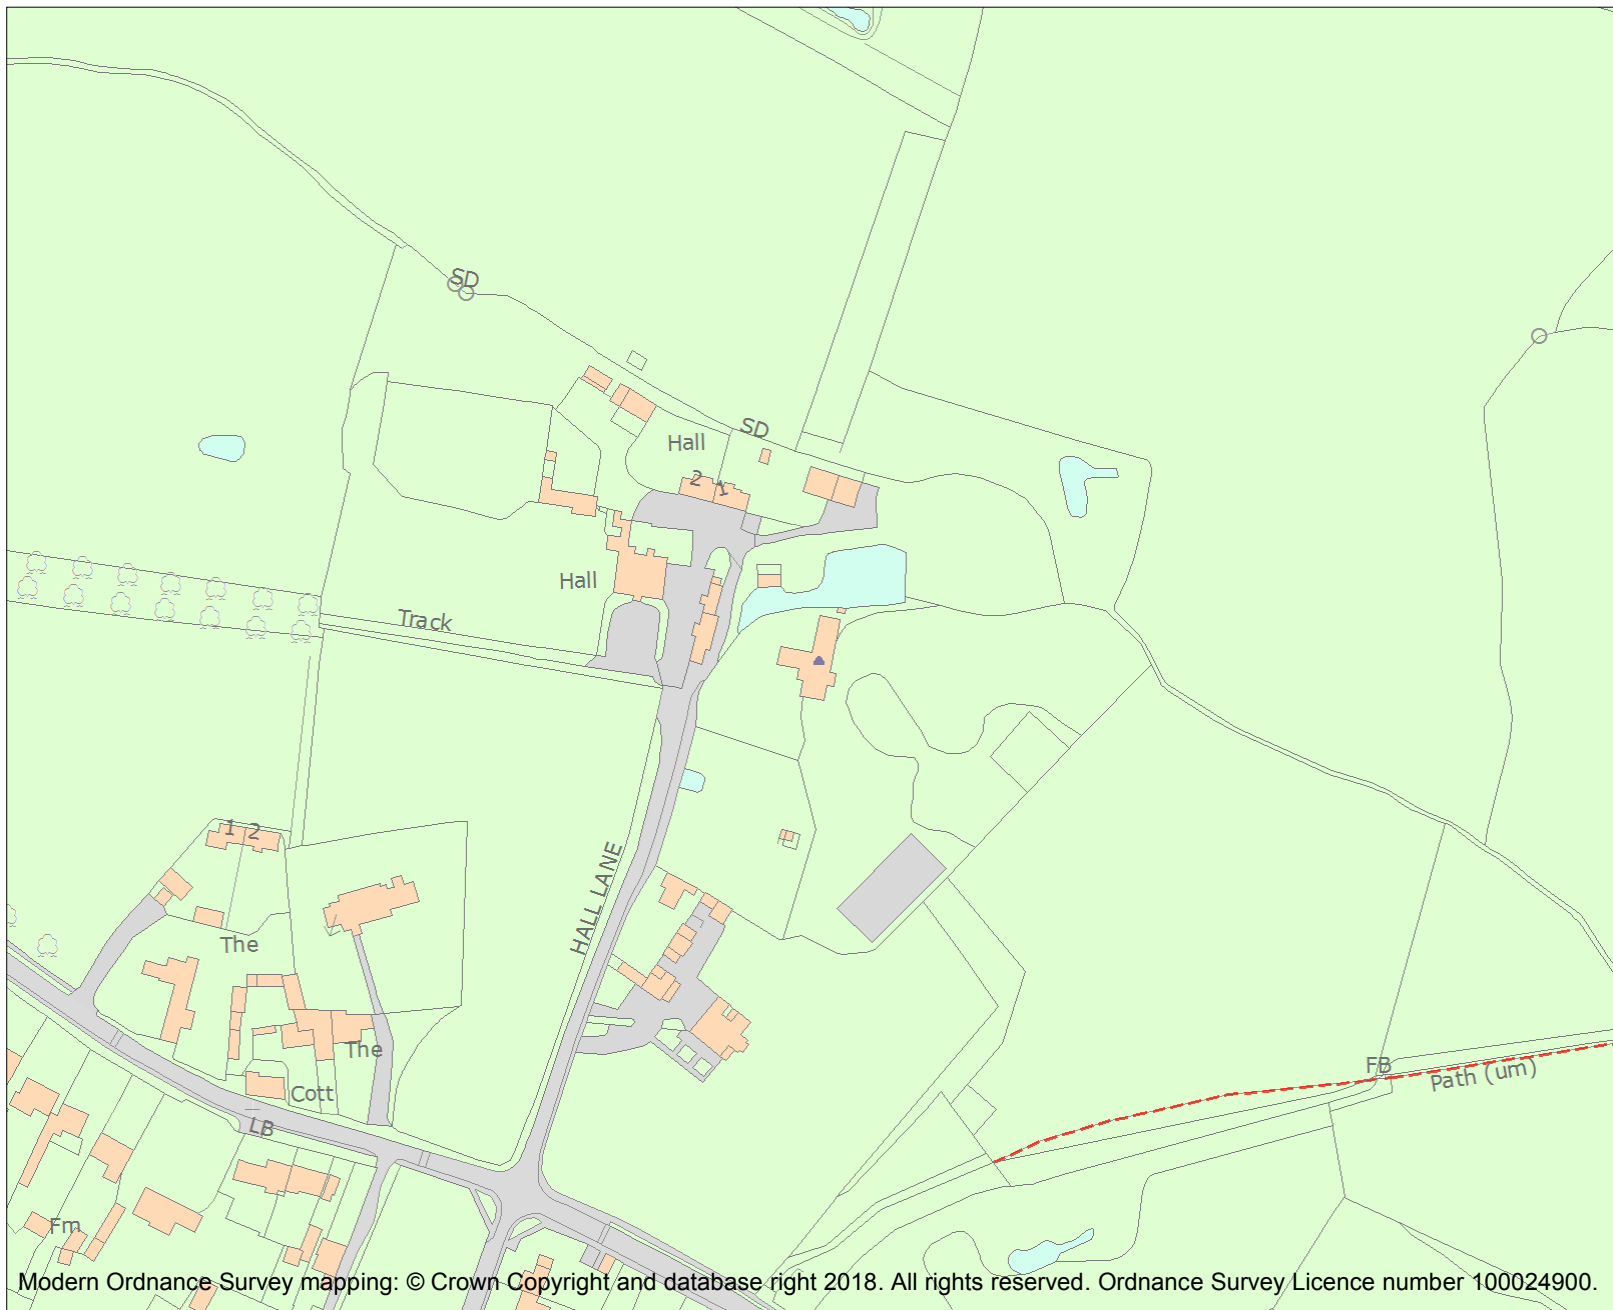 SD
SD
Hall
2
1
Hall
Track
1
2
HALL LANE
The
The
Cott
LB
FB
Path (um)
Fm
Modern Ordnance Survey mapping: © Crown Copyright and database right 2018. All rights reserved. Ordnance Survey Licence number 100024900.